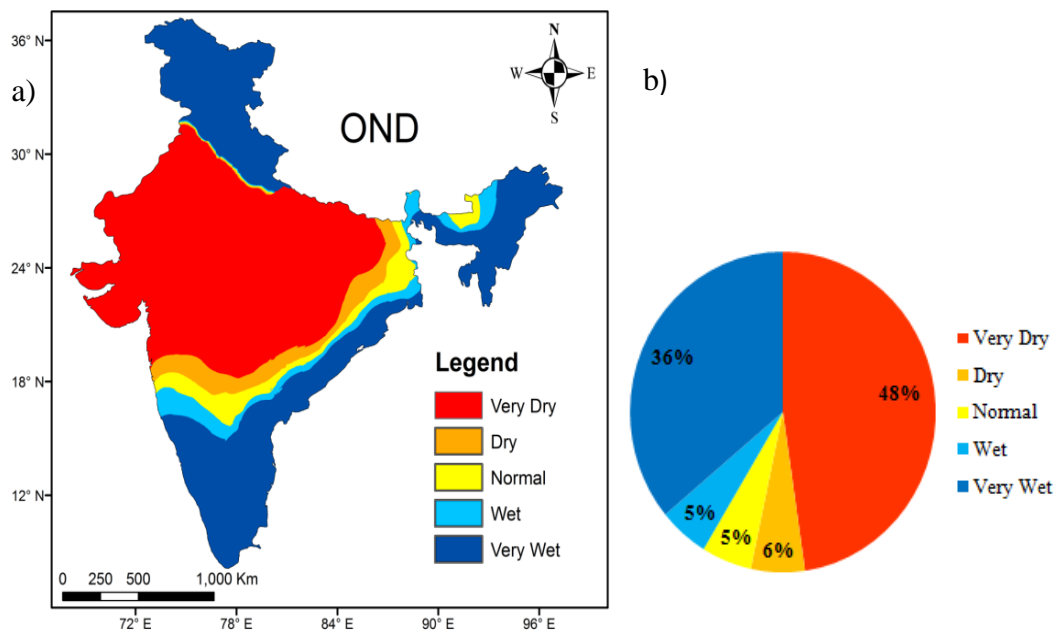 a)
36° N
30° N
24° N
18° N
12° N
OND
N
W
E
S
Legend
Very Dry
Dry
Normal
Wet
Very Wet
0 250 500 1,000 Km
72° E 78° E 84° E 90° E 96° E
b)
36%
48%
5%
5%
6%
Very Dry
Dry
Normal
Wet
Very Wet